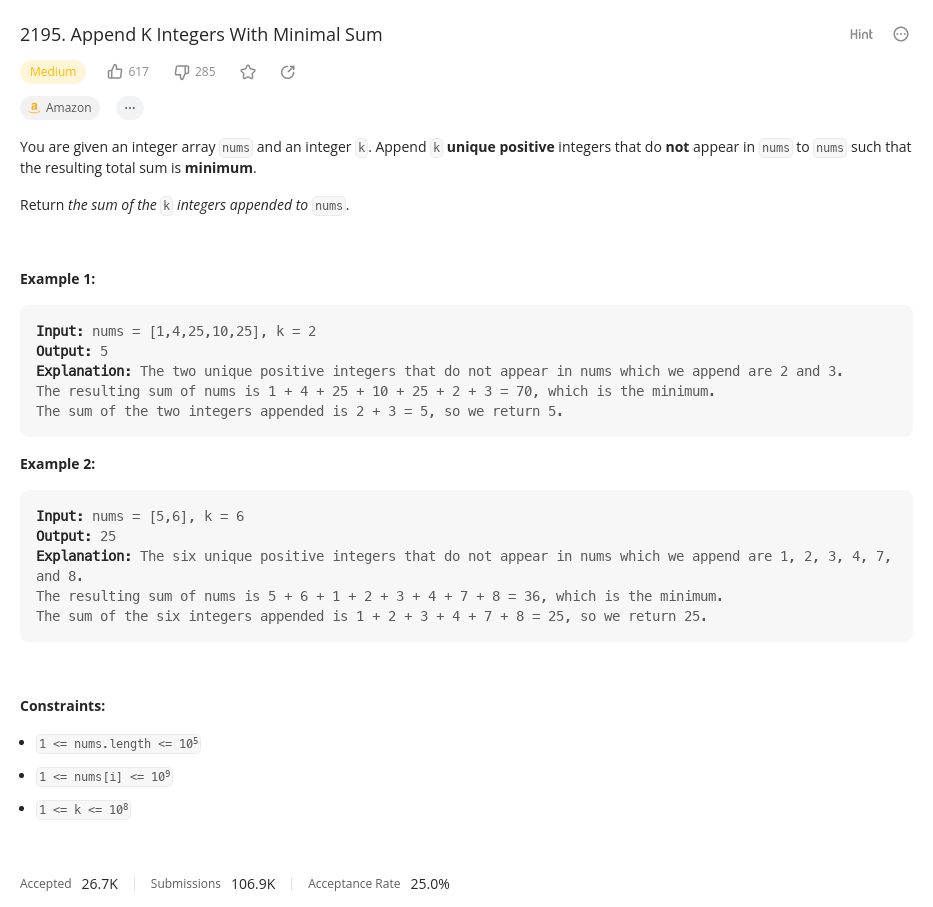 2195. Append K Integers With Minimal Sum
Hint
Medium 617 285
a Amazon ...
You are given an integer array nums and an integer k. Append k unique positive integers that do not appear in nums to nums such that
the resulting total sum is minimum.
Return the sum of the k integers appended to nums.
Example 1:
Input: nums = [1,4,25,10,25], k = 2
Output: 5
Explanation: The two unique positive integers that do not appear in nums which we append are 2 and 3.
The resulting sum of nums is 1 + 4 + 25 + 10 + 25 + 2 + 3 = 70, which is the minimum.
The sum of the two integers appended is 2 + 3 = 5, so we return 5.
Example 2:
Input: nums = [5,6], k = 6
Output: 25
Explanation: The six unique positive integers that do not appear in nums which we append are 1, 2, 3, 4, 7,
and 8.
The resulting sum of nums is 5 + 6 + 1 + 2 + 3 + 4 + 7 + 8 = 36, which is the minimum.
The sum of the six integers appended is 1 + 2 + 3 + 4 + 7 + 8 = 25, so we return 25.
Constraints:
• 1 <= nums.length <= 10⁵
• 1 <= nums[i] <= 10⁹
• 1 <= k <= 10⁸
Accepted 26.7K Submissions 106.9K Acceptance Rate 25.0%